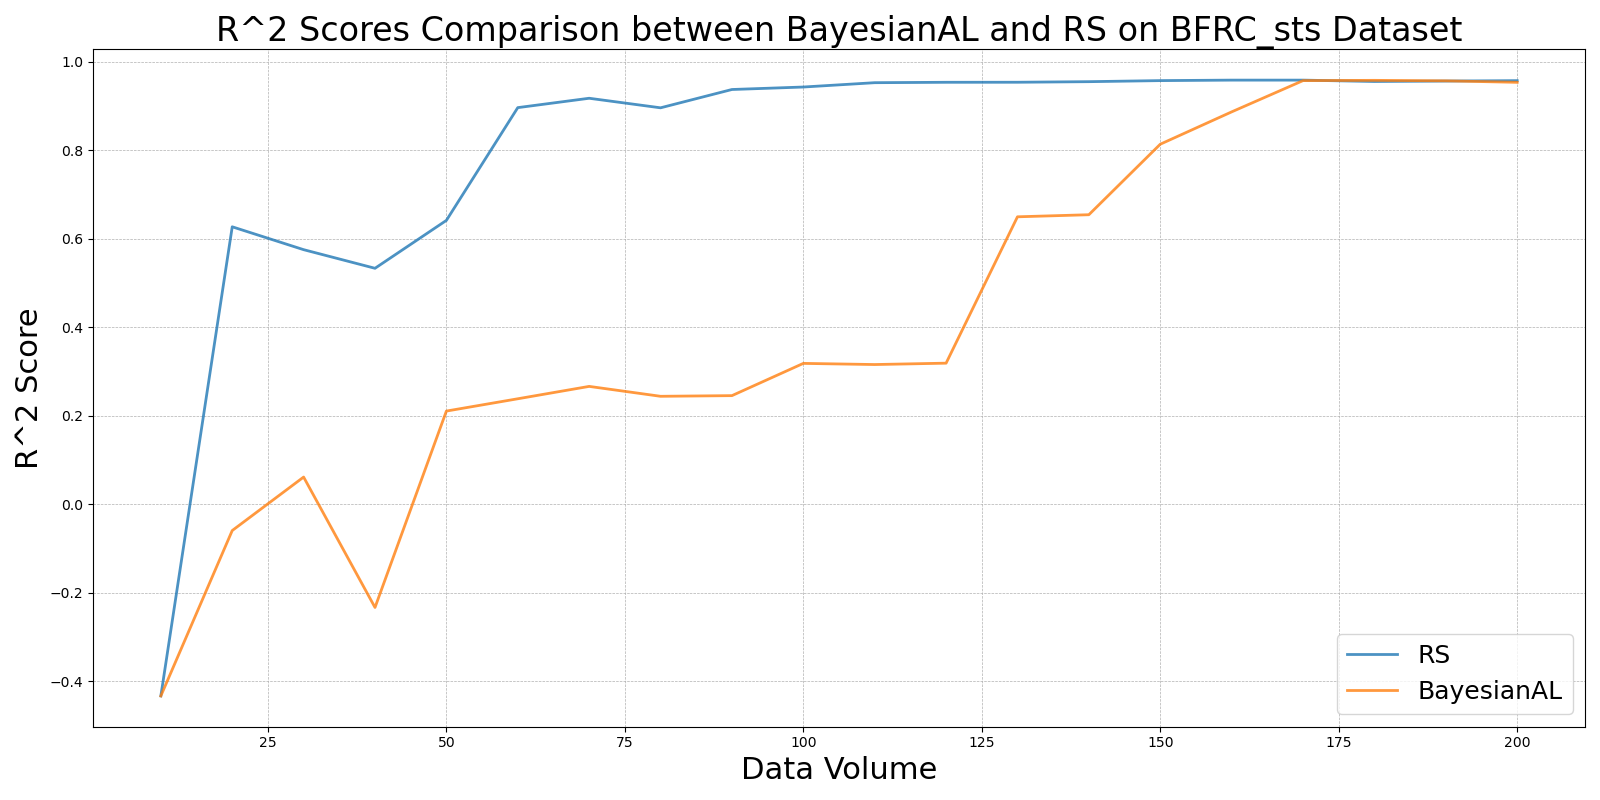 R^2 Scores Comparison between BayesianAL and RS on BFRC_sts Dataset
R^2 Score
1.0
0.8
0.6
0.4
0.2
0.0
−0.2
−0.4
25 50 75 100 125 150 175 200
Data Volume
RS
BayesianAL